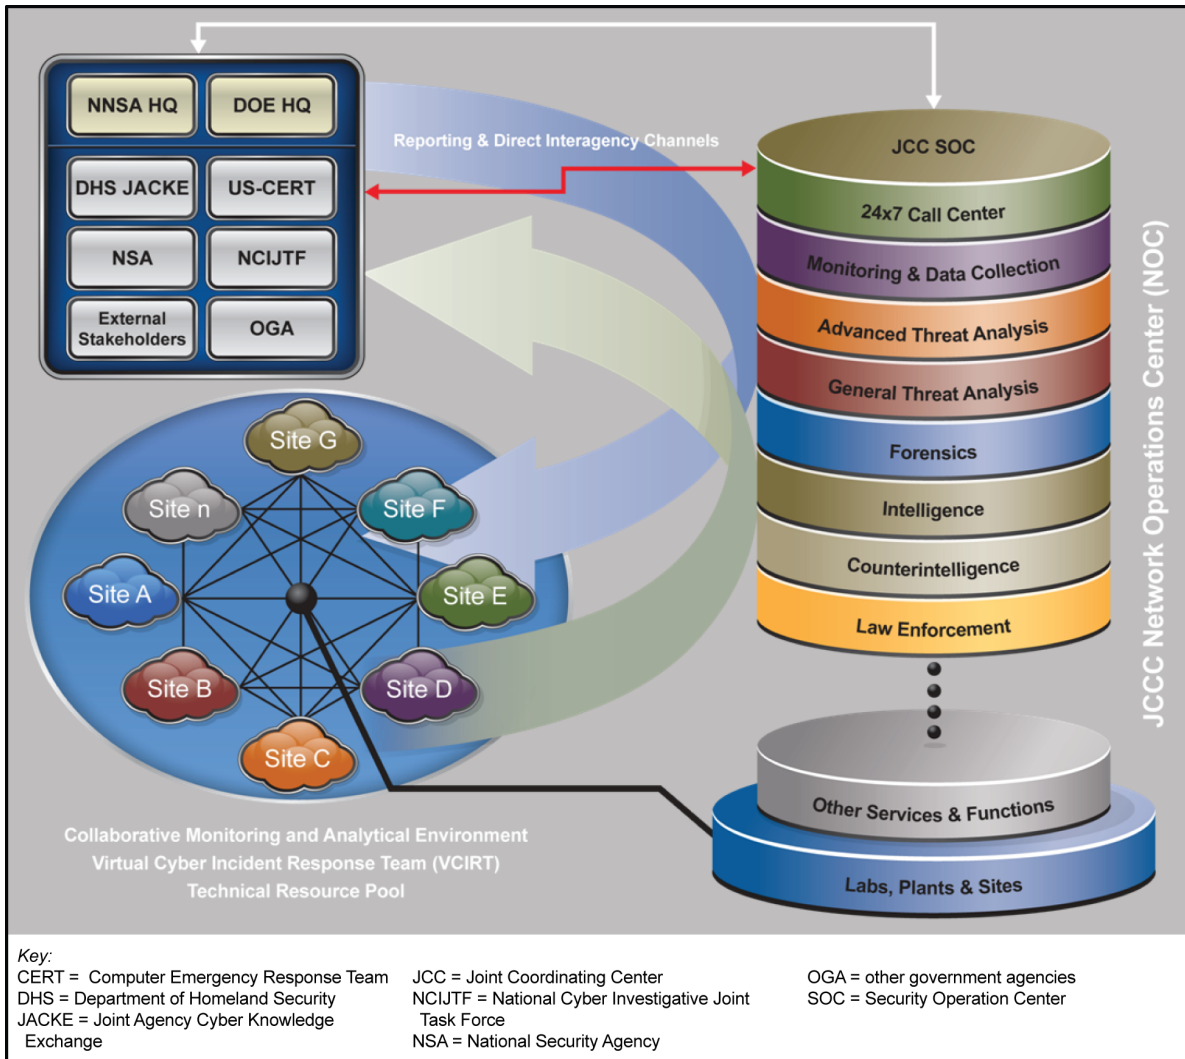 NNSA HQ
DOE HQ
DHS JACKE
US-CERT
NSA
NCIJTF
External
Stakeholders
OGA
Reporting & Direct Interagency Channels
JCC SOC
24x7 Call Center
Monitoring & Data Collection
Advanced Threat Analysis
General Threat Analysis
Forensics
Intelligence
Counterintelligence
Law Enforcement
Other Services & Functions
Labs, Plants & Sites
JCCC Network Operations Center (NOC)
Site G
Site n
Site F
Site A
Site E
Site B
Site D
Site C
Collaborative Monitoring and Analytical Environment
Virtual Cyber Incident Response Team (VCIRT)
Technical Resource Pool
Key:
CERT = Computer Emergency Response Team
DHS = Department of Homeland Security
JACKE = Joint Agency Cyber Knowledge
Exchange
JCC = Joint Coordinating Center
NCIJTF = National Cyber Investigative Joint
Task Force
NSA = National Security Agency
OGA = other government agencies
SOC = Security Operation Center